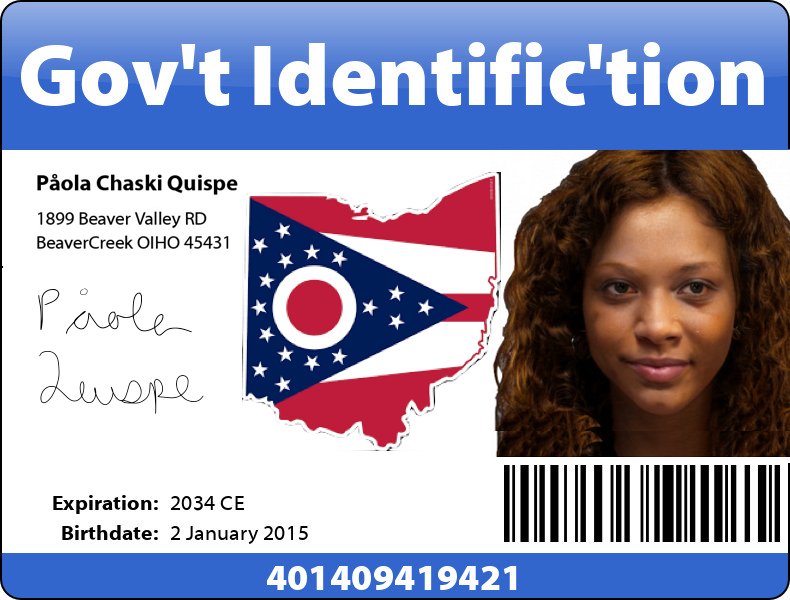 Gov't Identific'tion
Påola Chaski Quispe
1899 Beaver Valley RD
BeaverCreek OIHO 45431
Påola
Quispe
Expiration: 2034 CE
Birthdate: 2 January 2015
401409419421